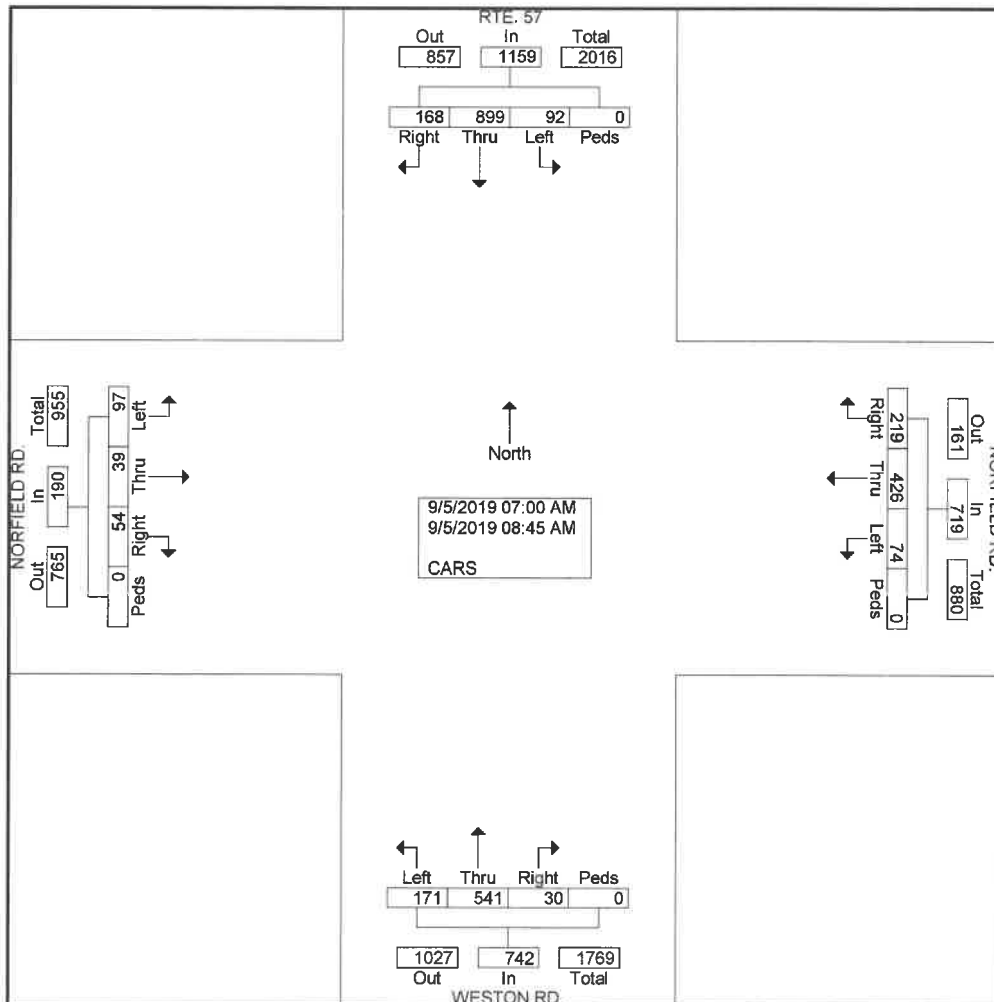 RTE. 57
Out In Total
857 1159 2016
168 899 92 0
Right Thru Left Peds
NORFIELD RD.
Total In Out
955 190 765
97 39 54 0
Left Thru Right Peds
North
9/5/2019 07:00 AM
9/5/2019 08:45 AM
CARS
Right Thru Left Peds
219 426 74 0
Out In Total
161 719 880
NORFIELD RD.
Left Thru Right Peds
171 541 30 0
1027 742 1769
Out In Total
WESTON RD